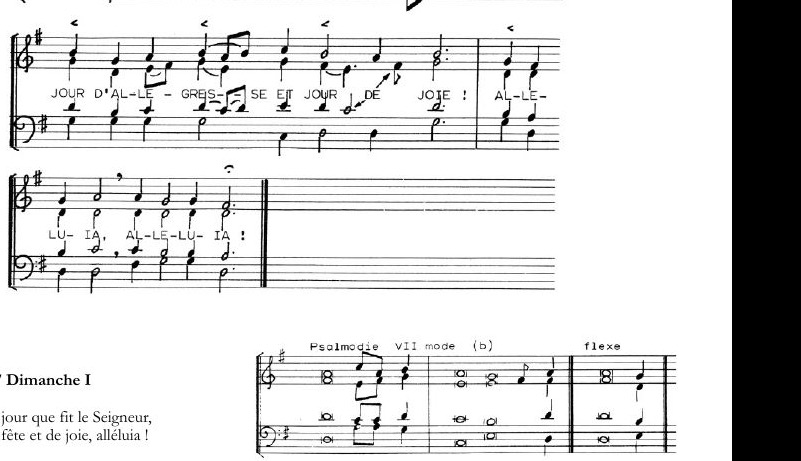 JOUR D'AL-LE - GRES- - SE ET JOUR DE JOIE ! AL-LE-
LU- IA, AL-LE-LU- IA !
Psalmodie VII mode (b) flexe
Dimanche I
jour que fit le Seigneur,
fête et de joie, alléluia !